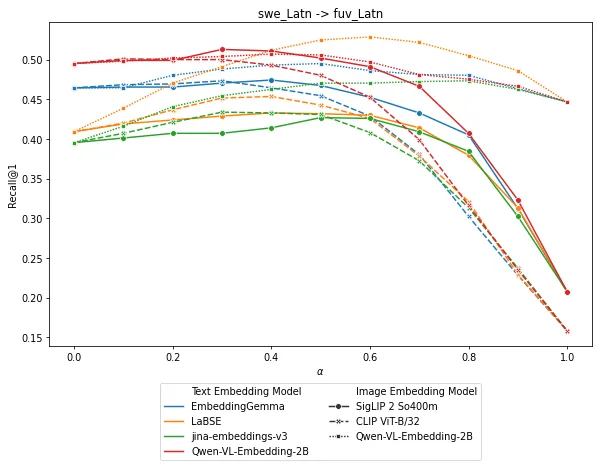 swe_Latn -> fuv_Latn
Recall@1
0.50
0.45
0.40
0.35
0.30
0.25
0.20
0.15
0.0 0.2 0.4 0.6 0.8 1.0
α
Text Embedding Model Image Embedding Model
EmbeddingGemma SigLIP 2 So400m
LaBSE CLIP ViT-B/32
jina-embeddings-v3 Qwen-VL-Embedding-2B
Qwen-VL-Embedding-2B